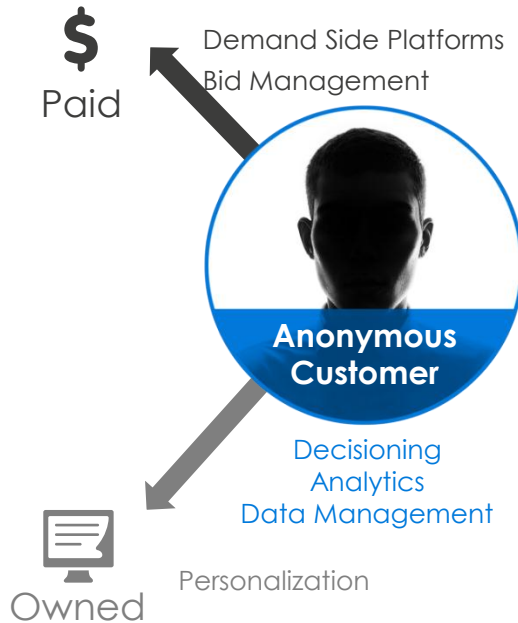 $
Paid
Demand Side Platforms
Bid Management
Anonymous
Customer
Decisioning
Analytics
Data Management
Personalization
Owned